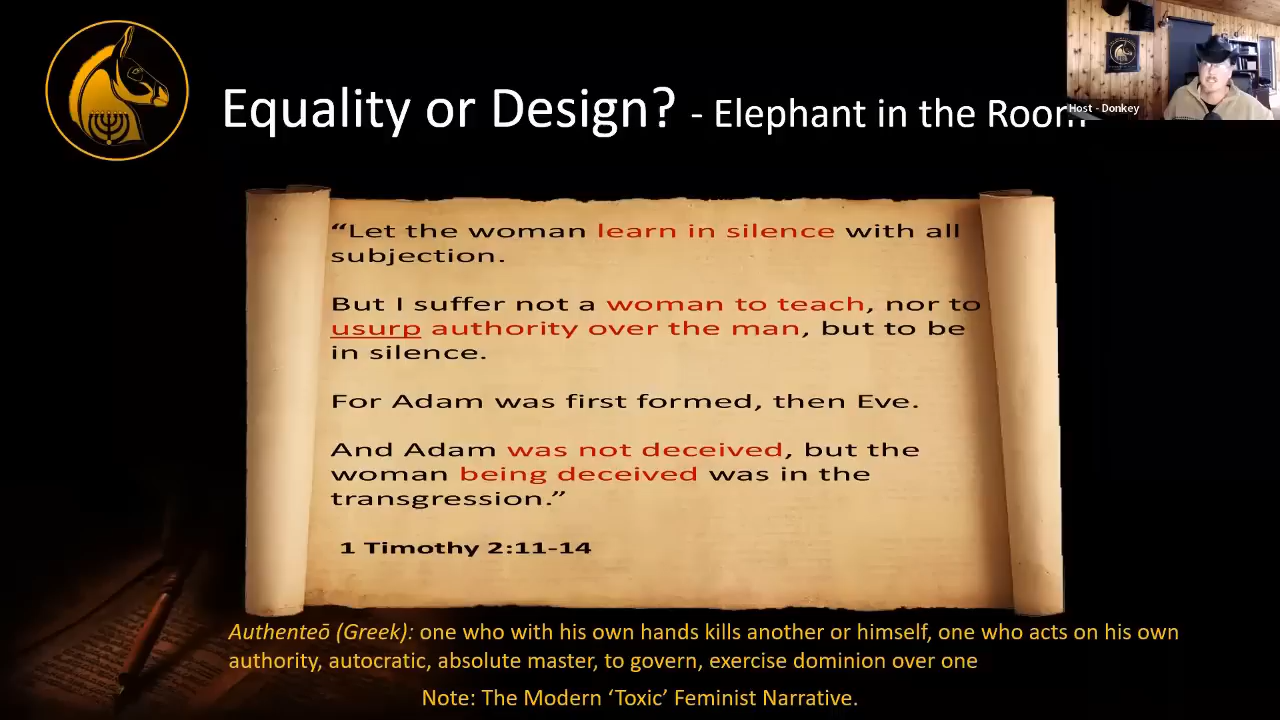 Equality or Design? - Elephant in the Room
Host - Donkey
“Let the woman learn in silence with all
subjection.
But I suffer not a woman to teach, nor to
usurp authority over the man, but to be
in silence.
For Adam was first formed, then Eve.
And Adam was not deceived, but the
woman being deceived was in the
transgression.”
1 Timothy 2:11-14
Authenteō (Greek): one who with his own hands kills another or himself, one who acts on his own
authority, autocratic, absolute master, to govern, exercise dominion over one
Note: The Modern ‘Toxic’ Feminist Narrative.